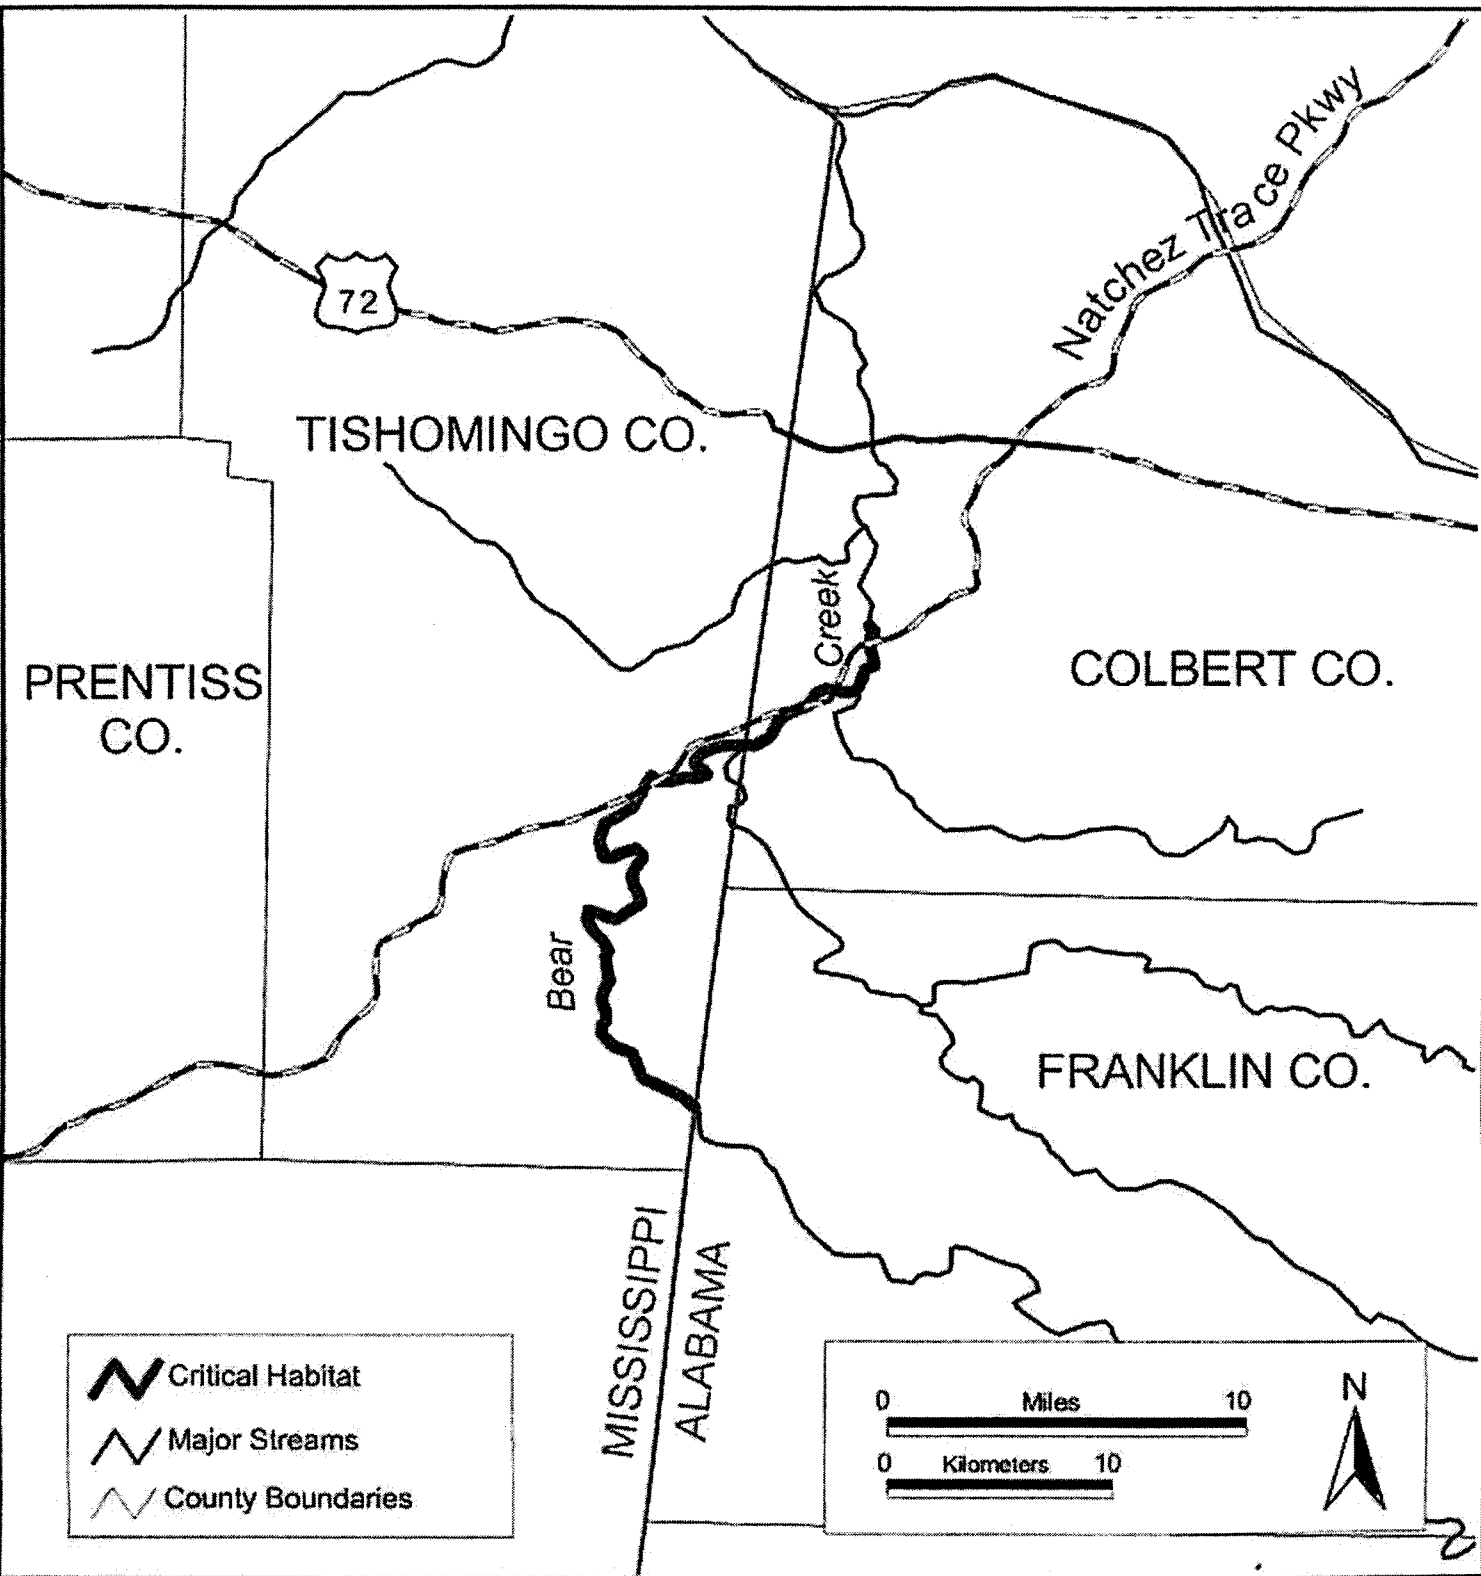 Natchez Trace Pkwy
72
TISHOMINGO CO.
Creek
PRENTISS
CO.
COLBERT CO.
Bear
FRANKLIN CO.
MISSISSIPPI
ALABAMA
Critical Habitat
Major Streams
County Boundaries
0 Miles 10
0 Kilometers 10
N